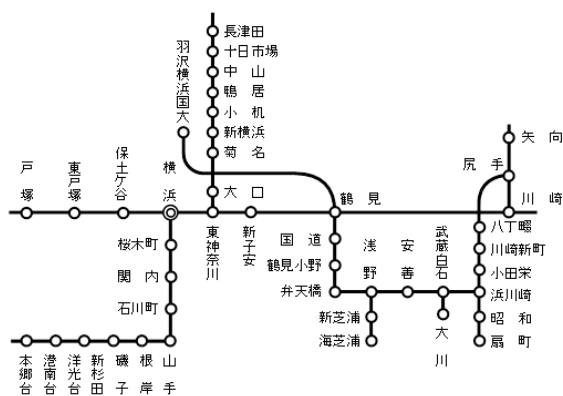 長津田
十日市場
中山
鴨居
小机
新横浜
菊名
大口
羽沢横浜国大
矢向
尻手
川崎
戸塚
東戸塚
保土ケ谷
横浜
東神奈川
新子安
鶴見
八丁畷
川崎新町
小田栄
浜川崎
昭和
扇町
国道
鶴見小野
弁天橋
浅野
安善
武蔵白石
大川
新芝浦
海芝浦
桜木町
関内
石川町
山手
根岸
磯子
新杉田
洋光台
港南台
本郷台